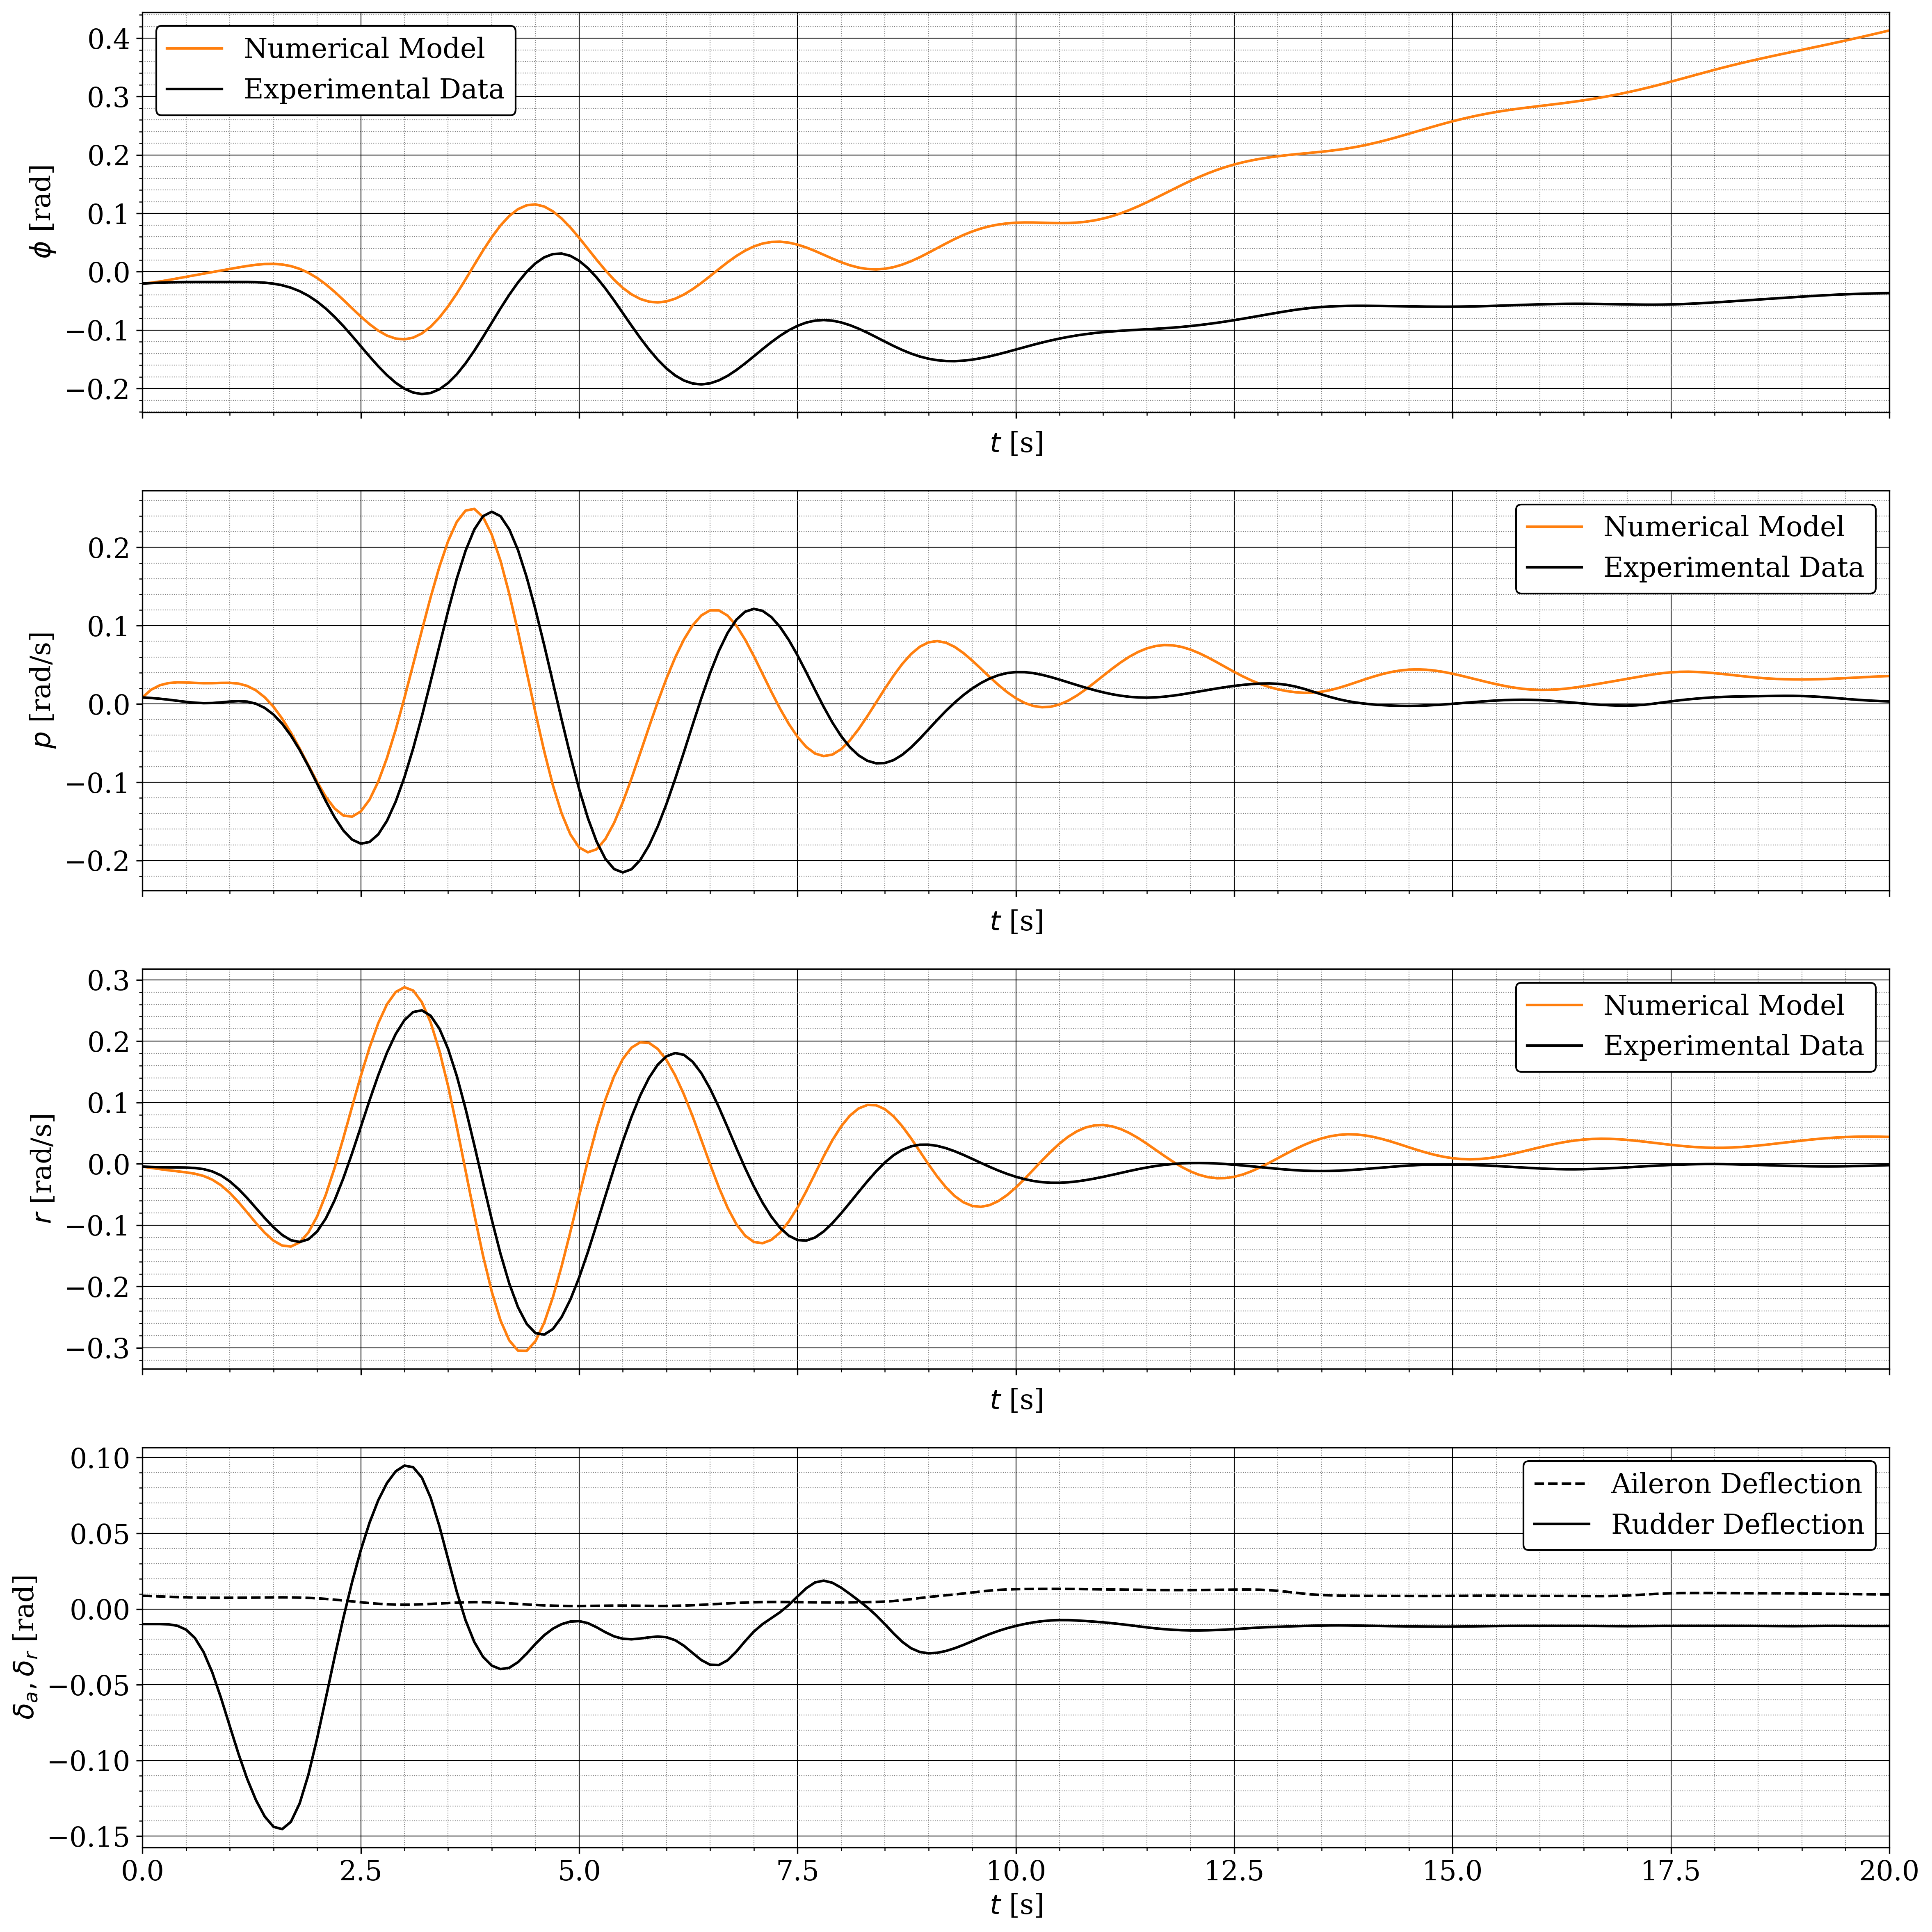 0.4
0.3
0.2
0.1
0.0
−0.1
−0.2
ϕ [rad]
Numerical Model
Experimental Data
t [s]
0.2
0.1
0.0
−0.1
−0.2
p [rad/s]
Numerical Model
Experimental Data
t [s]
0.3
0.2
0.1
0.0
−0.1
−0.2
−0.3
r [rad/s]
Numerical Model
Experimental Data
t [s]
0.10
0.05
0.00
−0.05
−0.10
−0.15
δa, δr [rad]
Aileron Deflection
Rudder Deflection
0.0 2.5 5.0 7.5 10.0 12.5 15.0 17.5 20.0
t [s]